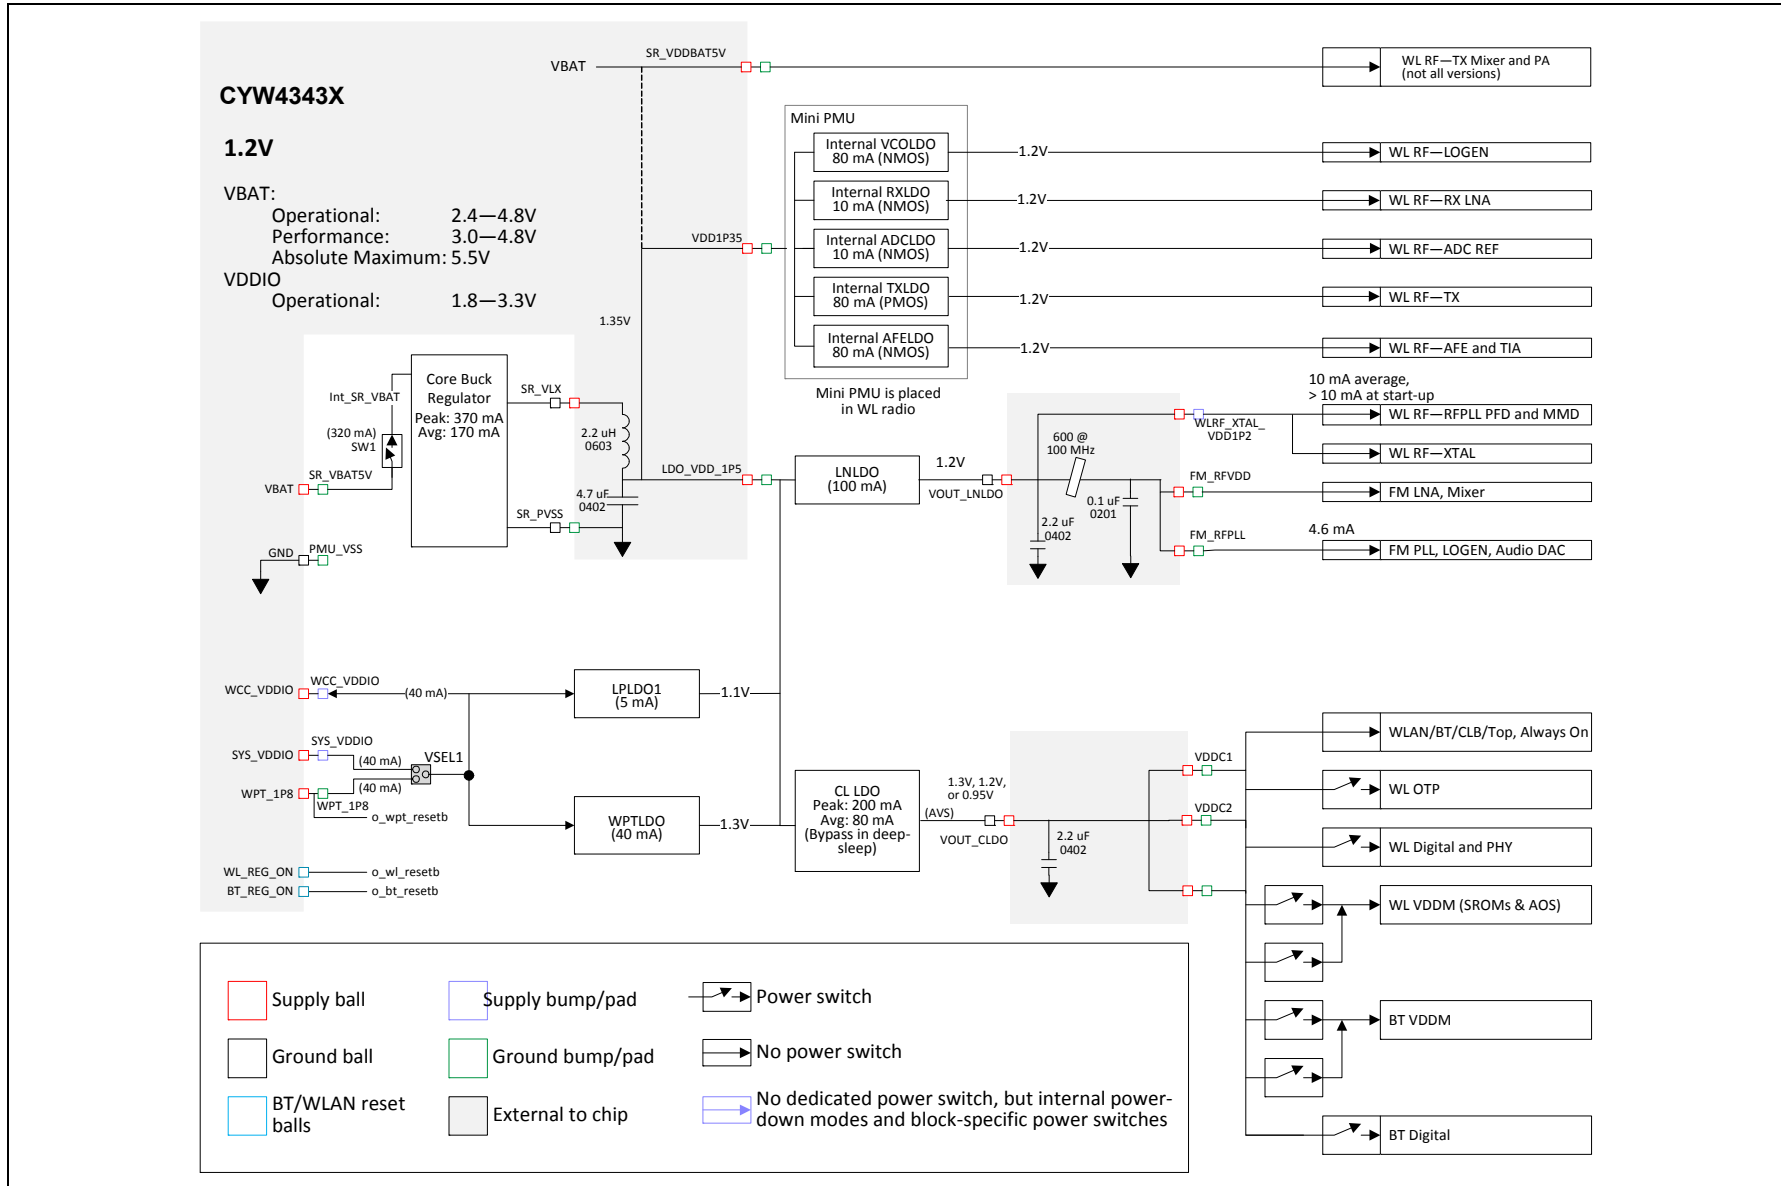 CYW4343X
1.2V
VBAT:
Operational: 2.4—4.8V
Performance: 3.0—4.8V
Absolute Maximum: 5.5V
VDDIO
Operational: 1.8—3.3V
VBAT
SR_VDDBAT5V
WL RF—TX Mixer and PA
(not all versions)
Mini PMU
Internal VCOLDO
80 mA (NMOS)
1.2V
WL RF—LOGEN
Internal RXLDO
10 mA (NMOS)
1.2V
WL RF—RX LNA
VDD1P35
Internal ADCLDO
10 mA (NMOS)
1.2V
WL RF—ADC REF
Internal TXLDO
80 mA (PMOS)
1.2V
WL RF—TX
1.35V
Internal AFELDO
80 mA (NMOS)
1.2V
WL RF—AFE and TIA
Mini PMU is placed
in WL radio
Core Buck
Regulator
Peak: 370 mA
Avg: 170 mA
Int_SR_VBAT
(320 mA)
SW1
SR_VBAT5V
VBAT
SR_VLX
2.2 uH
0603
4.7 uF
0402
SR_PVSS
GND
PMU_VSS
LDO_VDD_1P5
LNLDO
(100 mA)
1.2V
VOUT_LNLDO
600 @
100 MHz
2.2 uF
0402
0.1 uF
0201
WLRF_XTAL_
VDD1P2
10 mA average,
> 10 mA at start-up
WL RF—RFPLL PFD and MMD
WL RF—XTAL
FM_RFVDD
FM LNA, Mixer
FM_RFPLL
4.6 mA
FM PLL, LOGEN, Audio DAC
WCC_VDDIO
WCC_VDDIO
(40 mA)
LPLDO1
(5 mA)
1.1V
SYS_VDDIO
SYS_VDDIO
(40 mA)
VSEL1
WPT_1P8
WPT_1P8
(40 mA)
o_wpt_resetb
WPTLDO
(40 mA)
1.3V
WL_REG_ON
o_wl_resetb
BT_REG_ON
o_bt_resetb
CL LDO
Peak: 200 mA
Avg: 80 mA
(Bypass in deep-
sleep)
1.3V, 1.2V,
or 0.95V
(AVS)
VOUT_CLDO
2.2 uF
0402
VDDC1
VDDC2
WLAN/BT/CLB/Top, Always On
WL OTP
WL Digital and PHY
WL VDDM (SROMs & AOS)
BT VDDM
BT Digital
Supply ball
Supply bump/pad
Power switch
Ground ball
Ground bump/pad
No power switch
BT/WLAN reset
balls
External to chip
No dedicated power switch, but internal power-
down modes and block-specific power switches